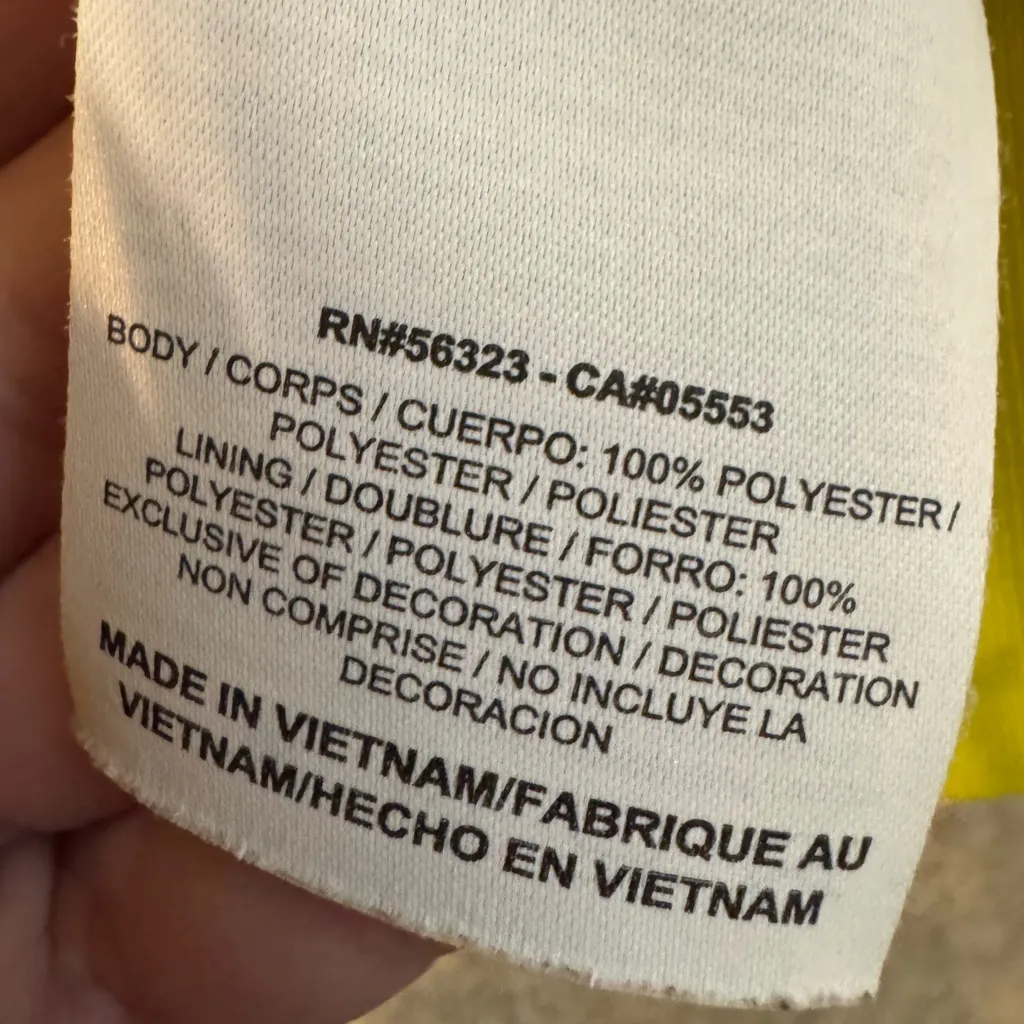 RN#56323 - CA#05553
BODY / CORPS / CUERPO: 100% POLYESTER /
POLYESTER / POLIESTER
LINING / DOUBLURE / FORRO: 100%
POLYESTER / POLYESTER / POLIESTER
EXCLUSIVE OF DECORATION / DECORATION
NON COMPRISE / NO INCLUYE LA
DECORACION
MADE IN VIETNAM/FABRIQUE AU
VIETNAM/HECHO EN VIETNAM